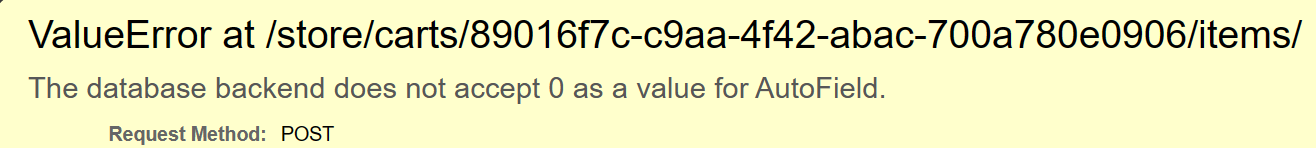 ValueError at /store/carts/89016f7c-c9aa-4f42-abac-700a780e0906/items/
The database backend does not accept 0 as a value for AutoField.
Request Method: POST